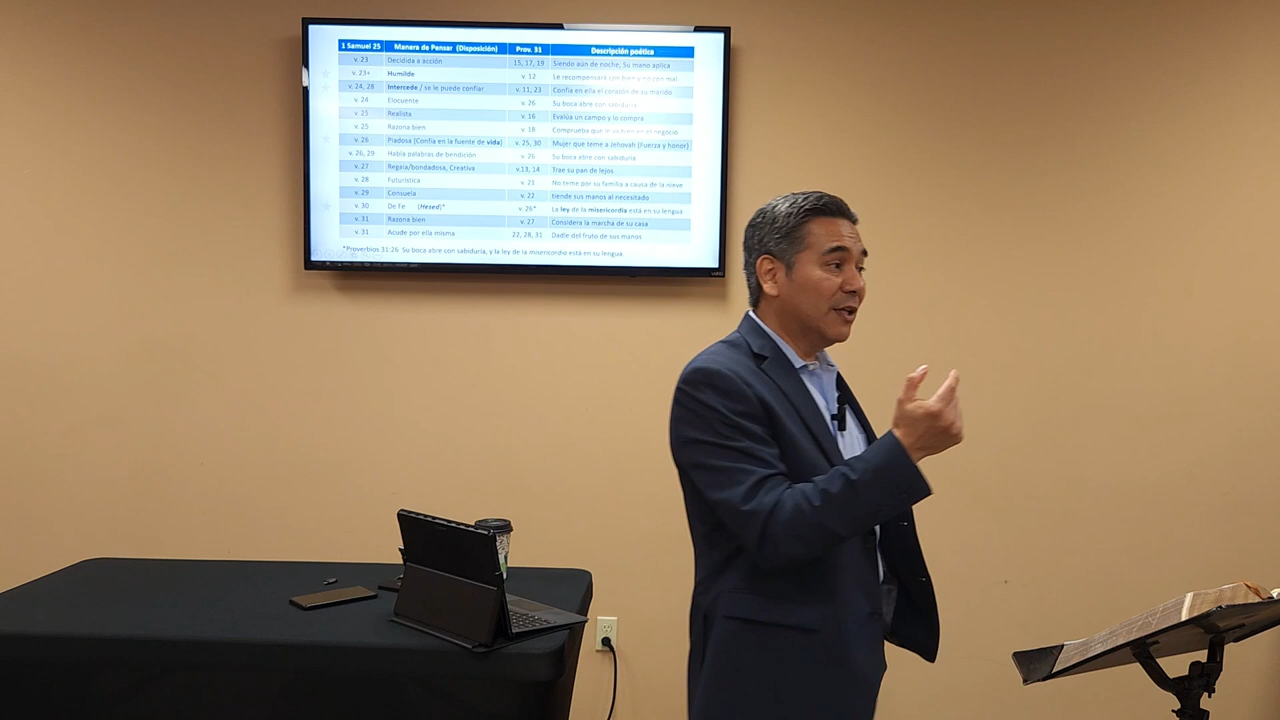 1 Samuel 25 Manera de Pensar (Disposición) Prov. 31 Descripción poética
v. 23 Decidida a acción 15, 17, 19 Siendo aún de noche; Su mano aplica
v. 23+ Humilde v. 12 Le recompensará con bien y no con mal
v. 24, 28 Intercede / se le puede confiar v. 11, 23 Confía en ella el corazón de su marido
v. 24 Elocuente v. 26 Su boca abre con sabiduría
v. 25 Realista v. 16 Evalúa un campo y lo compra
v. 25 Razona bien v. 18 Comprueba que le va bien en el negocio
v. 26 Piadosa (Confía en la fuente de vida) v. 25, 30 Mujer que teme a Jehovah (Fuerza y honor)
v. 26, 29 Habla palabras de bendición v. 26 Su boca abre con sabiduría
v. 27 Regala/bondadosa, Creativa v.13, 14 Trae su pan de lejos
v. 28 Futurística v. 21 No teme por su familia a causa de la nieve
v. 29 Consuela v. 22 tiende sus manos al necesitado
v. 30 De Fe (Hesed)* v. 26* La ley de la misericordia está en su lengua
v. 31 Razona bien v. 27 Considera la marcha de su casa
v. 31 Acude por ella misma 22, 28, 31 Dadle del fruto de sus manos
*Proverbios 31:26 Su boca abre con sabiduría, y la ley de la misericordia está en su lengua.
VIZIO